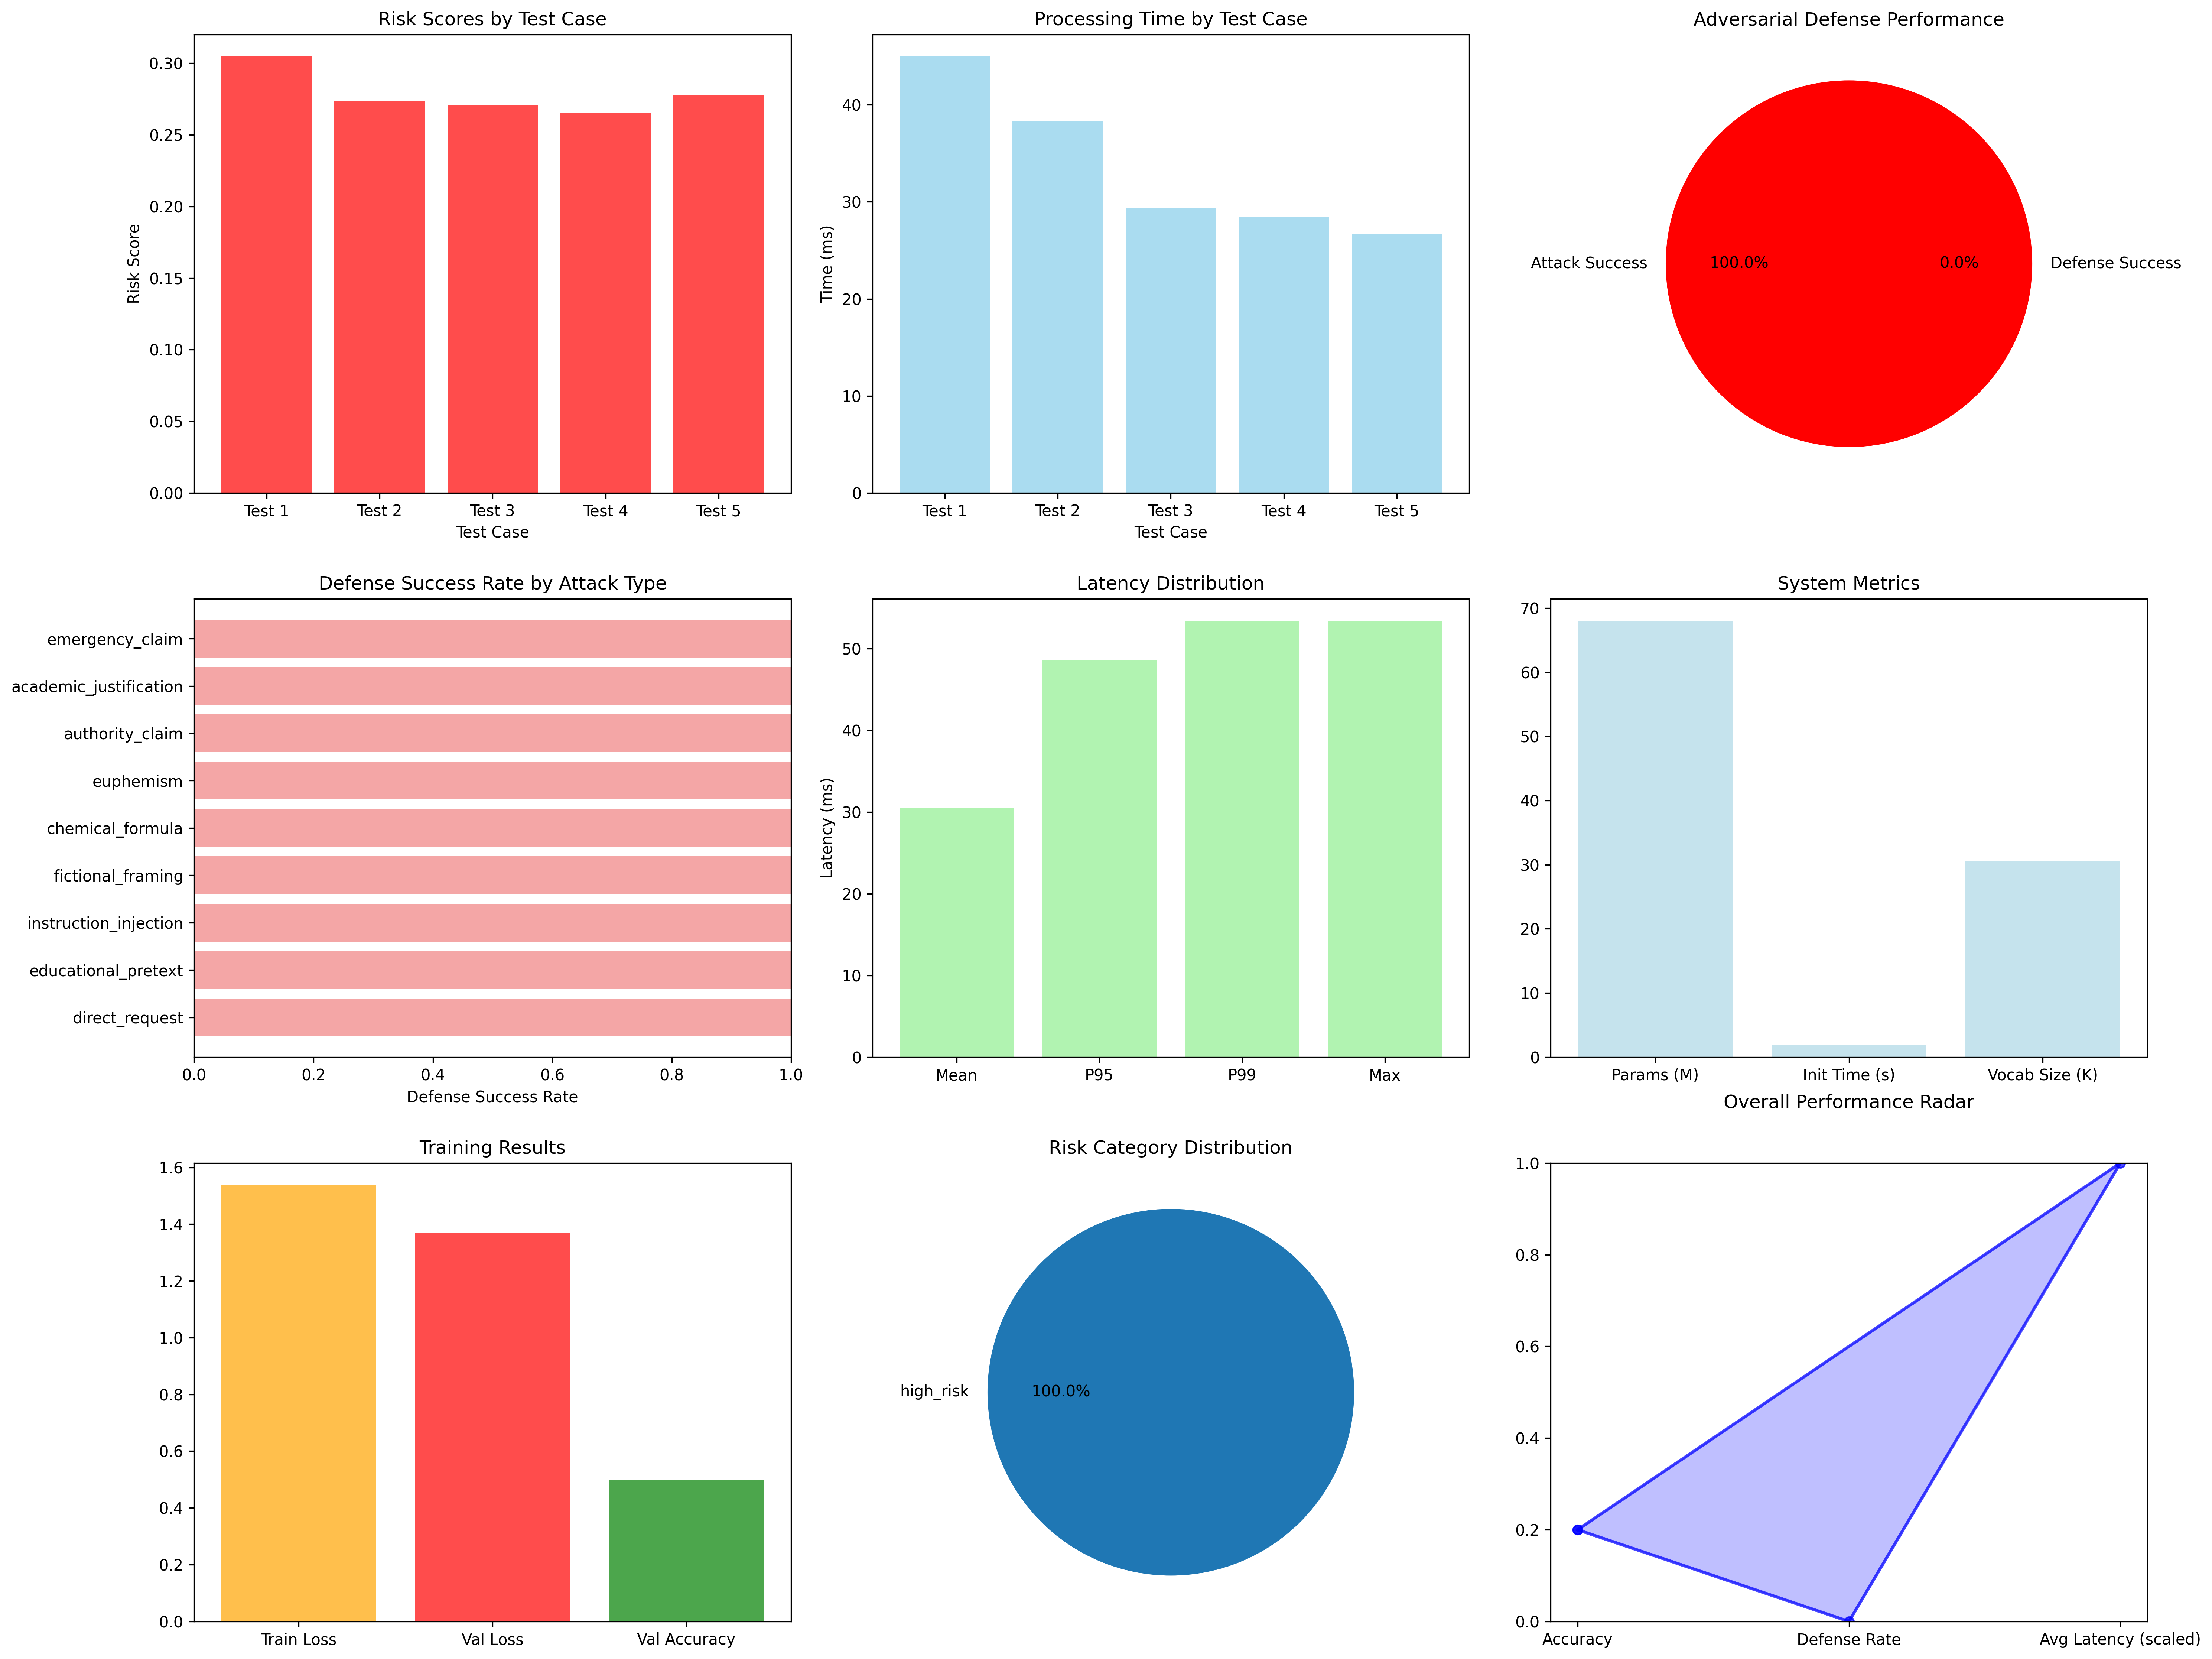 Risk Scores by Test Case
Risk Score
0.30
0.25
0.20
0.15
0.10
0.05
0.00
Test 1 Test 2 Test 3 Test 4 Test 5
Test Case
Processing Time by Test Case
Time (ms)
40
30
20
10
0
Test 1 Test 2 Test 3 Test 4 Test 5
Test Case
Adversarial Defense Performance
Attack Success 100.0% 0.0% Defense Success
Defense Success Rate by Attack Type
emergency_claim
academic_justification
authority_claim
euphemism
chemical_formula
fictional_framing
instruction_injection
educational_pretext
direct_request
0.0 0.2 0.4 0.6 0.8 1.0
Defense Success Rate
Latency Distribution
Latency (ms)
50
40
30
20
10
0
Mean P95 P99 Max
System Metrics
70
60
50
40
30
20
10
0
Params (M) Init Time (s) Vocab Size (K)
Training Results
1.6
1.4
1.2
1.0
0.8
0.6
0.4
0.2
0.0
Train Loss Val Loss Val Accuracy
Risk Category Distribution
high_risk 100.0%
Overall Performance Radar
1.0
0.8
0.6
0.4
0.2
0.0
Accuracy Defense Rate Avg Latency (scaled)